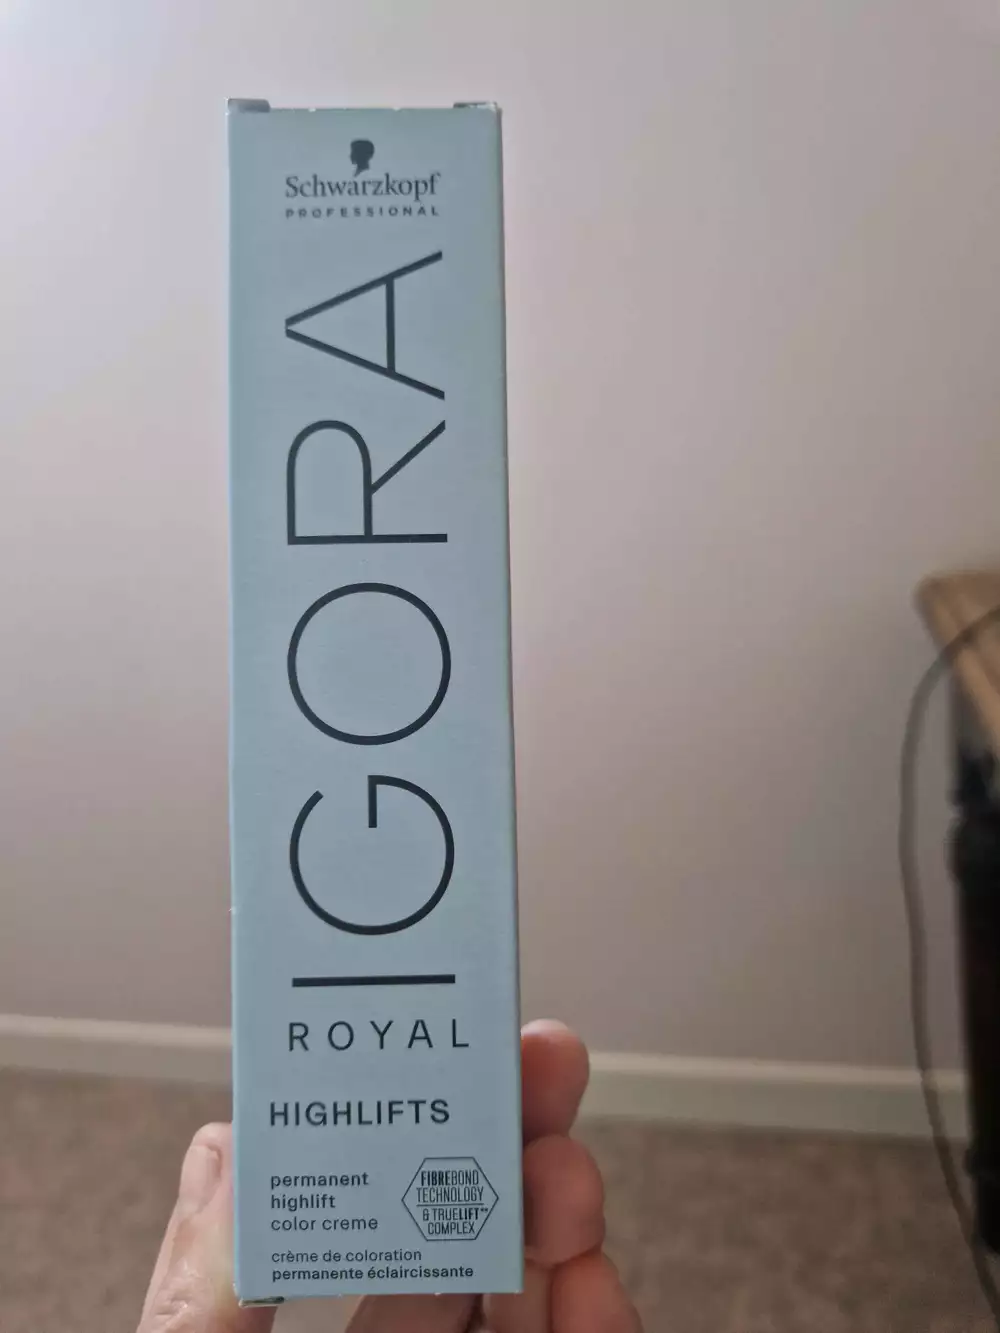 Schwarzkopf
PROFESSIONAL
IGORA
ROYAL
HIGHLIFTS
permanent
highlift
color creme
FIBREBOND
TECHNOLOGY
& TRUELIFT**
COMPLEX
crème de coloration
permanente éclaircissante